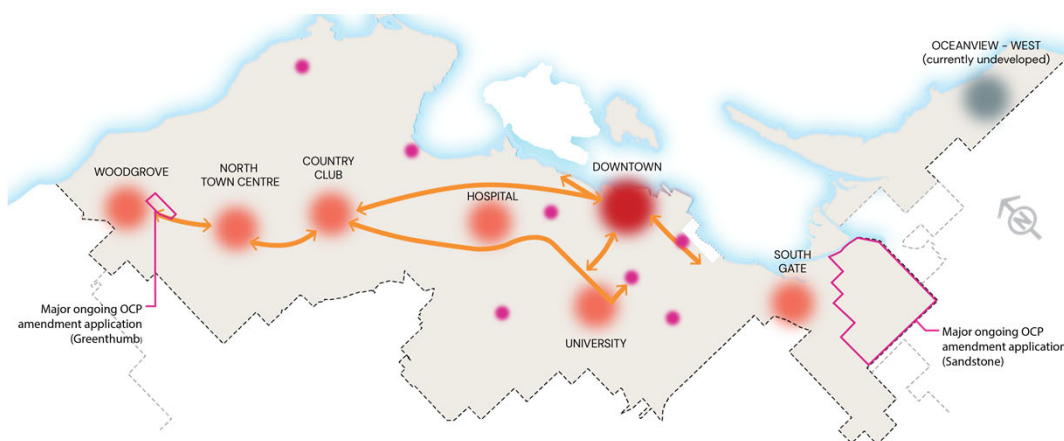 OCEANVIEW - WEST
(currently undeveloped)
WOODGROVE
NORTH
TOWN CENTRE
COUNTRY
CLUB
HOSPITAL
DOWNTOWN
SOUTH
GATE
UNIVERSITY
Major ongoing OCP
amendment application
(Greenthumb)
Major ongoing OCP
amendment application
(Sandstone)
N